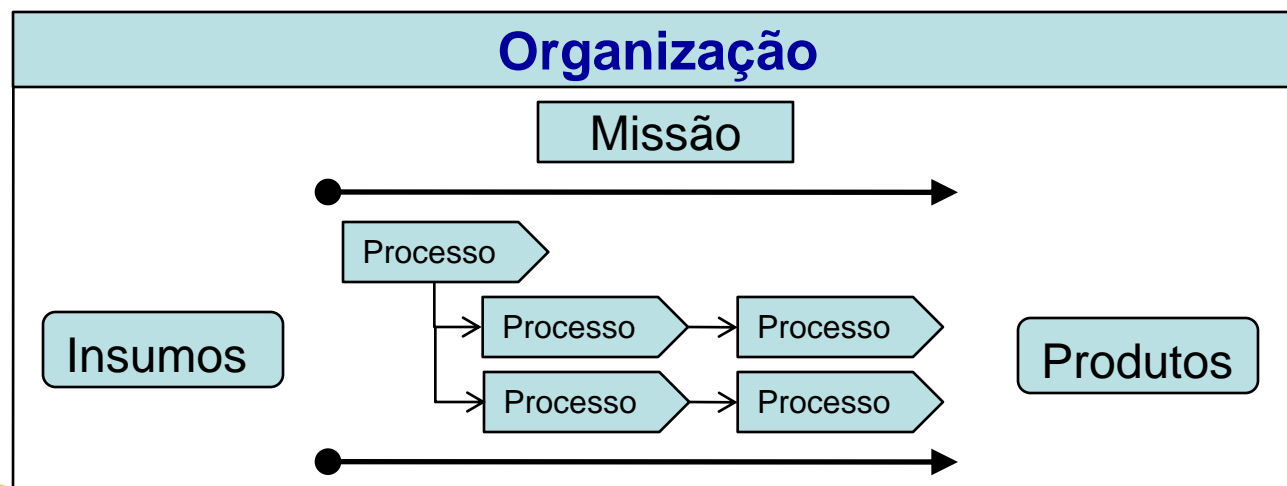 Organização
Missão
Processo
Insumos
Processo
Processo
Processo
Processo
Produtos